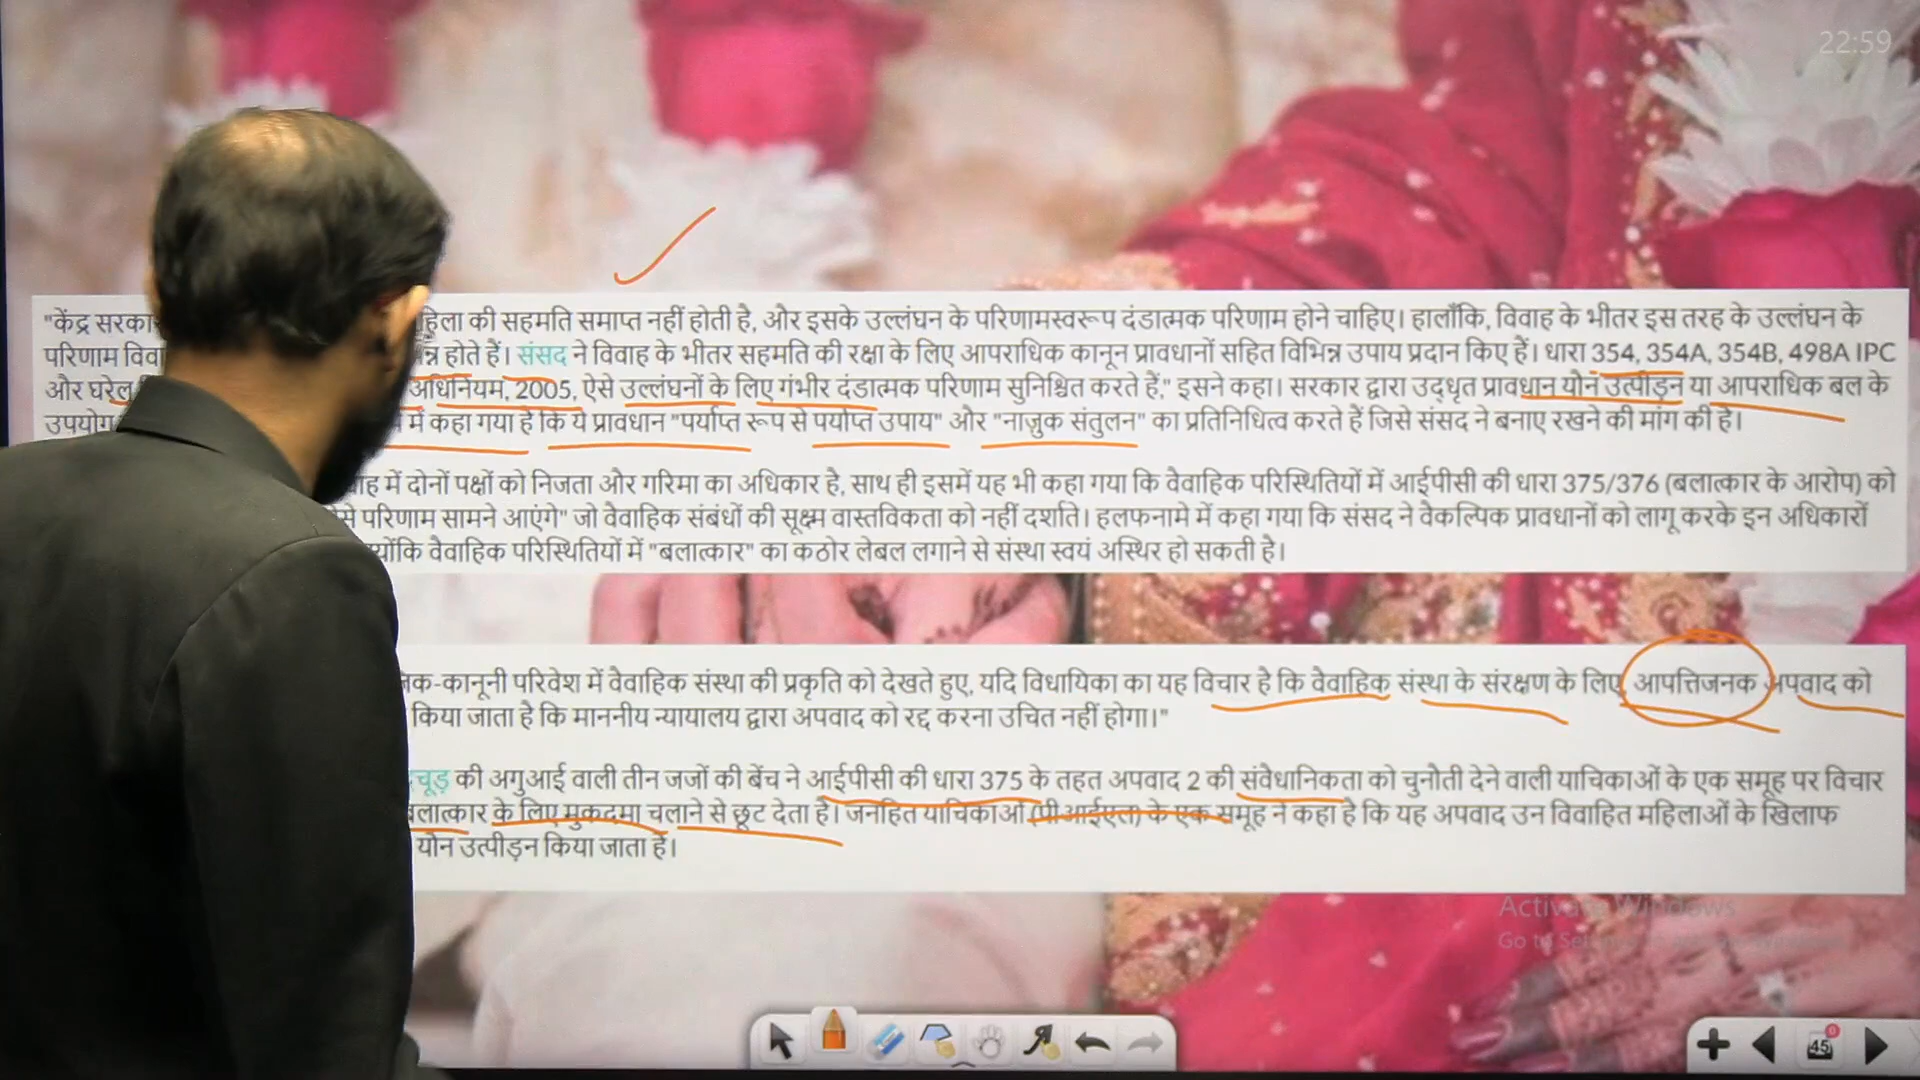 22:59
"केंद्र सरकार हिला की सहमति समाप्त नहीं होती है, और इसके उल्लंघन के परिणामस्वरूप दंडात्मक परिणाम होने चाहिए। हालाँकि, विवाह के भीतर इस तरह के उल्लंघन के
परिणाम विवा न्न होते हैं। संसद ने विवाह के भीतर सहमति की रक्षा के लिए आपराधिक कानून प्रावधानों सहित विभिन्न उपाय प्रदान किए हैं। धारा 354, 354A, 354B, 498A IPC
और घरेलू अधिनियम, 2005, ऐसे उल्लंघनों के लिए गंभीर दंडात्मक परिणाम सुनिश्चित करते हैं," इसने कहा। सरकार द्वारा उद्धृत प्रावधान यौन उत्पीड़न या आपराधिक बल के
उपयोग में कहा गया है कि ये प्रावधान "पर्याप्त रूप से पर्याप्त उपाय" और "नाज़ुक संतुलन" का प्रतिनिधित्व करते हैं जिसे संसद ने बनाए रखने की मांग की है।
ाह में दोनों पक्षों को निजता और गरिमा का अधिकार है, साथ ही इसमें यह भी कहा गया कि वैवाहिक परिस्थितियों में आईपीसी की धारा 375/376 (बलात्कार के आरोप) को
से परिणाम सामने आएंगे" जो वैवाहिक संबंधों की सूक्ष्म वास्तविकता को नहीं दर्शाते। हलफनामे में कहा गया कि संसद ने वैकल्पिक प्रावधानों को लागू करके इन अधिकारों
योंकि वैवाहिक परिस्थितियों में "बलात्कार" का कठोर लेबल लगाने से संस्था स्वयं अस्थिर हो सकती है।
क-कानूनी परिवेश में वैवाहिक संस्था की प्रकृति को देखते हुए, यदि विधायिका का यह विचार है कि वैवाहिक संस्था के संरक्षण के लिए, आपत्तिजनक अपवाद को
किया जाता है कि माननीय न्यायालय द्वारा अपवाद को रद्द करना उचित नहीं होगा।"
चूड़ की अगुआई वाली तीन जजों की बेंच ने आईपीसी की धारा 375 के तहत अपवाद 2 की संवैधानिकता को चुनौती देने वाली याचिकाओं के एक समूह पर विचार
बलात्कार के लिए मुकदमा चलाने से छूट देता है। जनहित याचिकाओं (पीआईएल) के एक समूह ने कहा है कि यह अपवाद उन विवाहित महिलाओं के खिलाफ
यौन उत्पीड़न किया जाता है।
Activate Windows
Go to Settings to activate Windows.
45